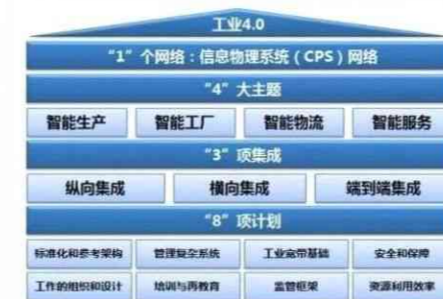 工业4.0
“1”个网络：信息物理系统（CPS）网络
“4”大主题
智能生产 智能工厂 智能物流 智能服务
“3”项集成
纵向集成 横向集成 端到端集成
“8”项计划
标准化和参考架构 管理复杂系统 工业宽带基础 安全和保障
工作的组织和设计 培训与再教育 监管框架 资源利用效率